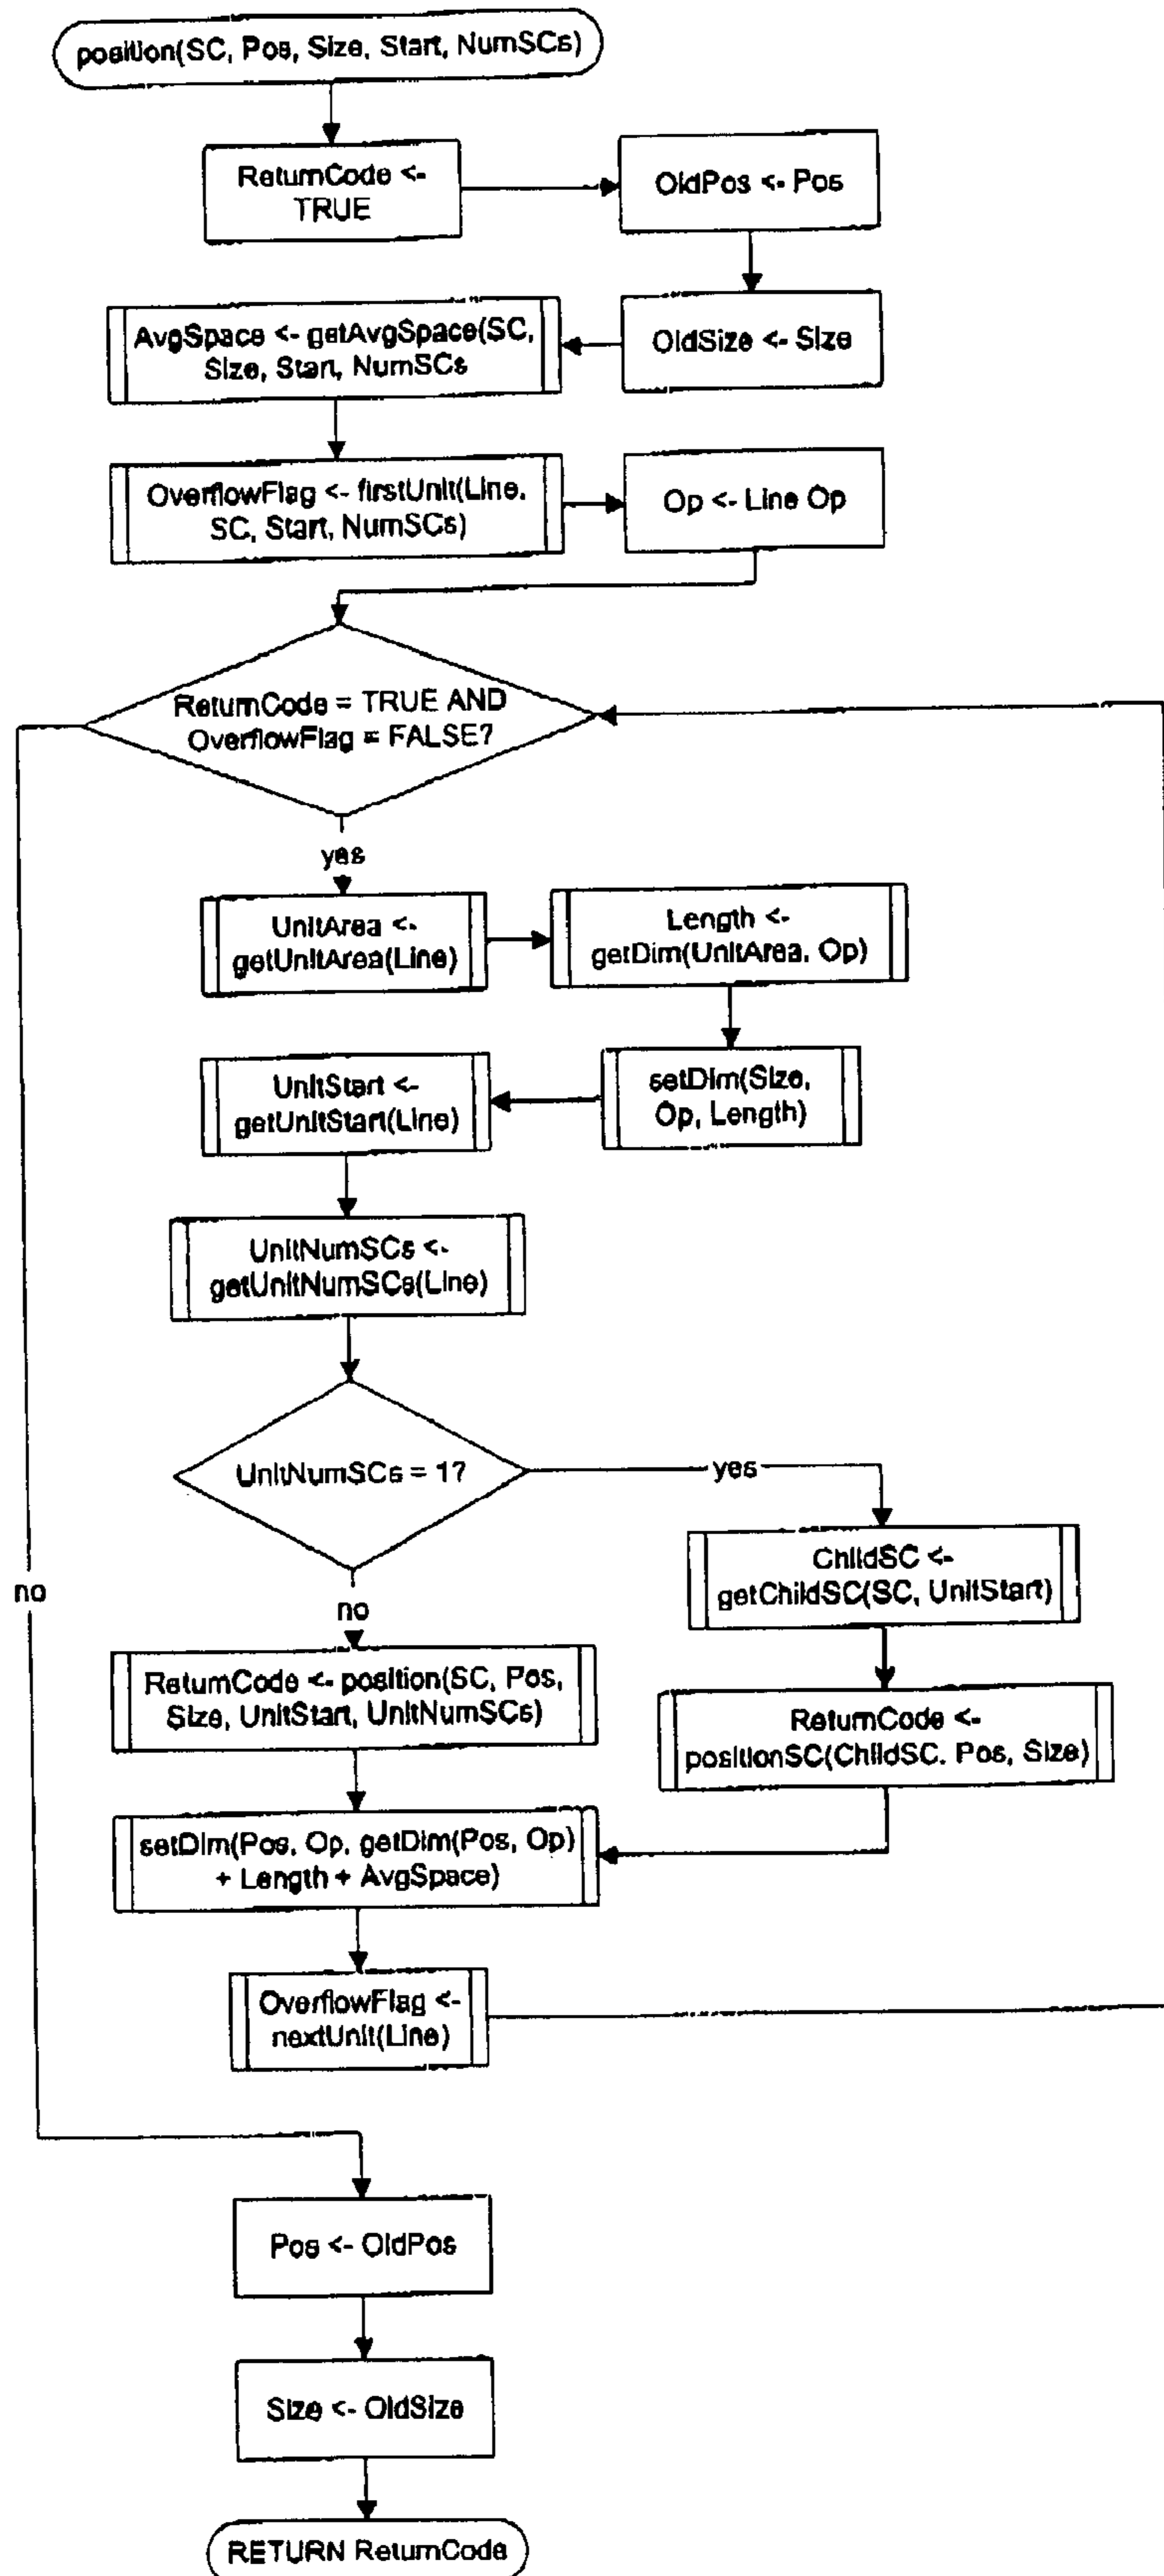 position(SC, Pos, Size, Start, NumSCs)
ReturnCode <-
TRUE
OldPos <- Pos
OldSize <- Size
AvgSpace <- getAvgSpace(SC,
Size, Start, NumSCs
OverflowFlag <- firstUnit(Line,
SC, Start, NumSCs)
Op <- Line Op
ReturnCode = TRUE AND
OverflowFlag = FALSE?
yes
UnitArea <-
getUnitArea(Line)
Length <-
getDim(UnitArea, Op)
setDim(Size,
Op, Length)
UnitStart <-
getUnitStart(Line)
UnitNumSCs <-
getUnitNumSCs(Line)
UnitNumSCs = 1?
yes
ChildSC <-
getChildSC(SC, UnitStart)
no
no
ReturnCode <- position(SC, Pos,
Size, UnitStart, UnitNumSCs)
ReturnCode <-
positionSC(ChildSC, Pos, Size)
setDim(Pos, Op, getDim(Pos, Op)
+ Length + AvgSpace)
OverflowFlag <-
nextUnit(Line)
Pos <- OldPos
Size <- OldSize
RETURN ReturnCode